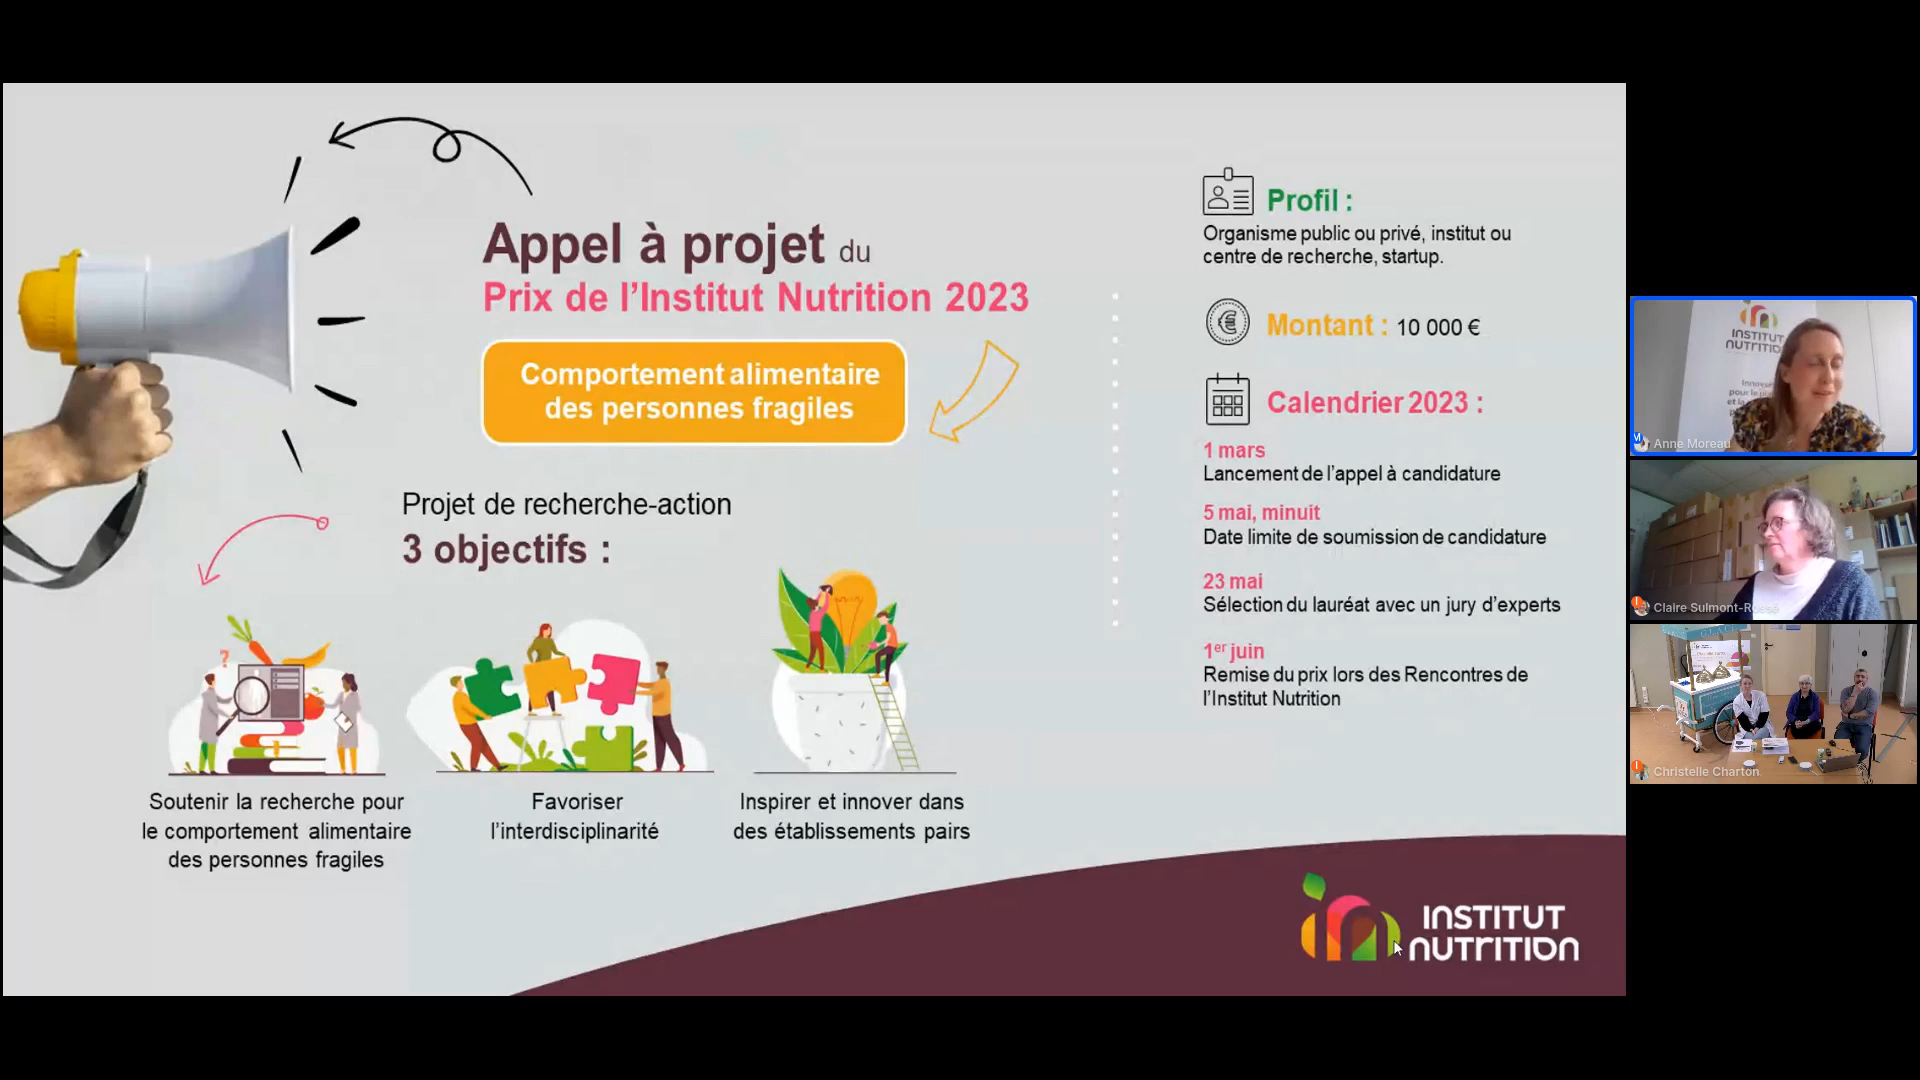 Appel à projet du
Prix de l'Institut Nutrition 2023
Comportement alimentaire
des personnes fragiles
Projet de recherche-action
3 objectifs :
Soutenir la recherche pour
le comportement alimentaire
des personnes fragiles
Favoriser
l'interdisciplinarité
Inspirer et innover dans
des établissements pairs
Profil :
Organisme public ou privé, institut ou
centre de recherche, startup.
Montant : 10 000 €
Calendrier 2023 :
1 mars
Lancement de l'appel à candidature
5 mai, minuit
Date limite de soumission de candidature
23 mai
Sélection du lauréat avec un jury d'experts
1er juin
Remise du prix lors des Rencontres de
l'Institut Nutrition
INSTITUT
NUTRITION
INSTITUT
NUTRITION
Anne Moreau
Claire Sulmont-Rossé
Christelle Charton